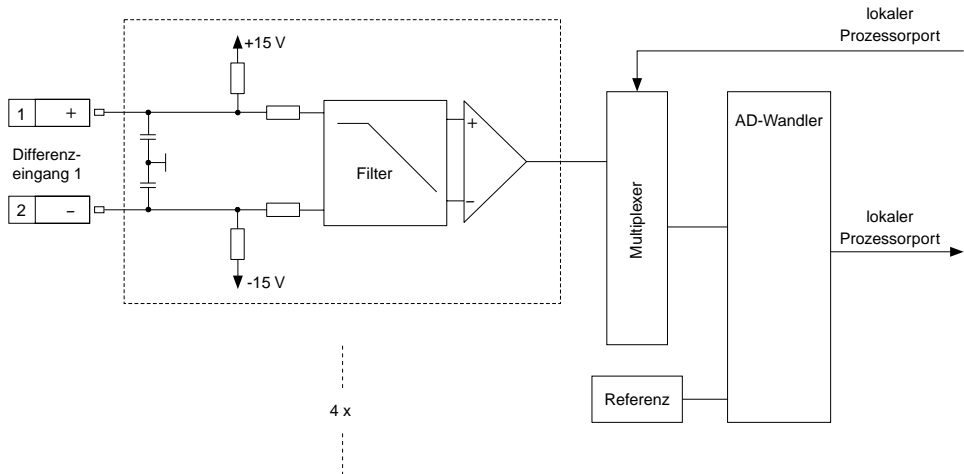 lokaler
Prozessorport
+15 V
1 +
Differenz-
eingang 1
2 –
Filter
+
–
-15 V
Multiplexer
AD-Wandler
lokaler
Prozessorport
Referenz
4 x